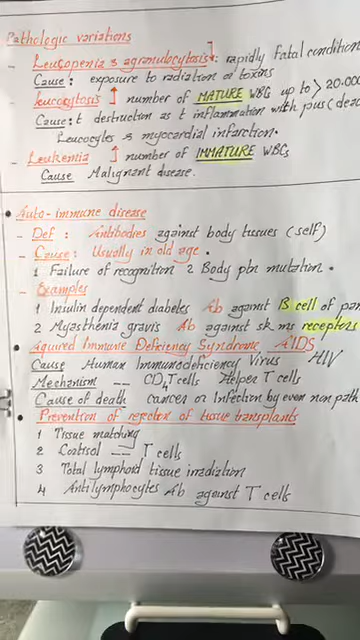 Pathologic variations
- Leucopenia & agranulocytosis ↓: rapidly fatal condition
Cause: exposure to radiation or toxins
- Leucocytosis ↑ number of MATURE WBC up to > 20.000
Cause: t destruction as t inflammation with pus (dead
Leucocytes & myocardial infarction.
- Leukemia ↑ number of IMMATURE WBCs
Cause Malignant disease.
• Auto-immune disease
- Def: Antibodies against body tissues (self)
- Cause: Usually in old age.
1 Failure of recognition 2 Body ptn mutation.
- Examples
1 Insulin dependent diabetes Ab against B cell of pan
2 Myasthenia gravis Ab against sk ms receptors
• Aquired Immune Deficiency Syndrome AIDS
Cause Human Immunodeficiency Virus HIV
Mechanism -- CD4 T cells Helper T cells
Cause of death cancer or Infection by even non path
• Prevention of rejection of tissue transplants
1 Tissue matching
2 Cortisol -- T cells
3 Total lymphoid tissue irradiation
4 Antilymphocytes Ab against T cells